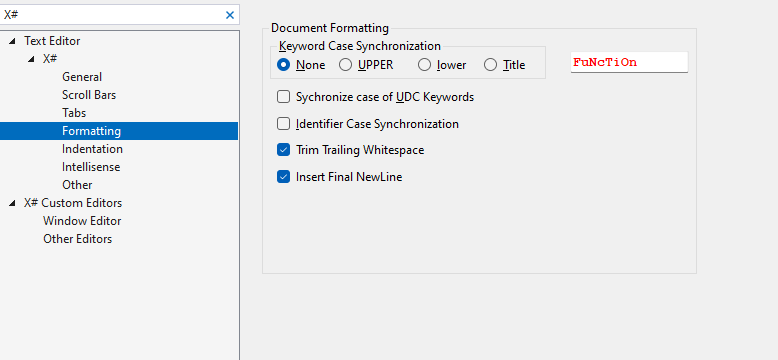 X#
Text Editor
X#
General
Scroll Bars
Tabs
Formatting
Indentation
Intellisense
Other
X# Custom Editors
Window Editor
Other Editors
Document Formatting
Keyword Case Synchronization
None UPPER lower Title
FuNcTiOn
Sychronize case of UDC Keywords
Identifier Case Synchronization
Trim Trailing Whitespace
Insert Final NewLine